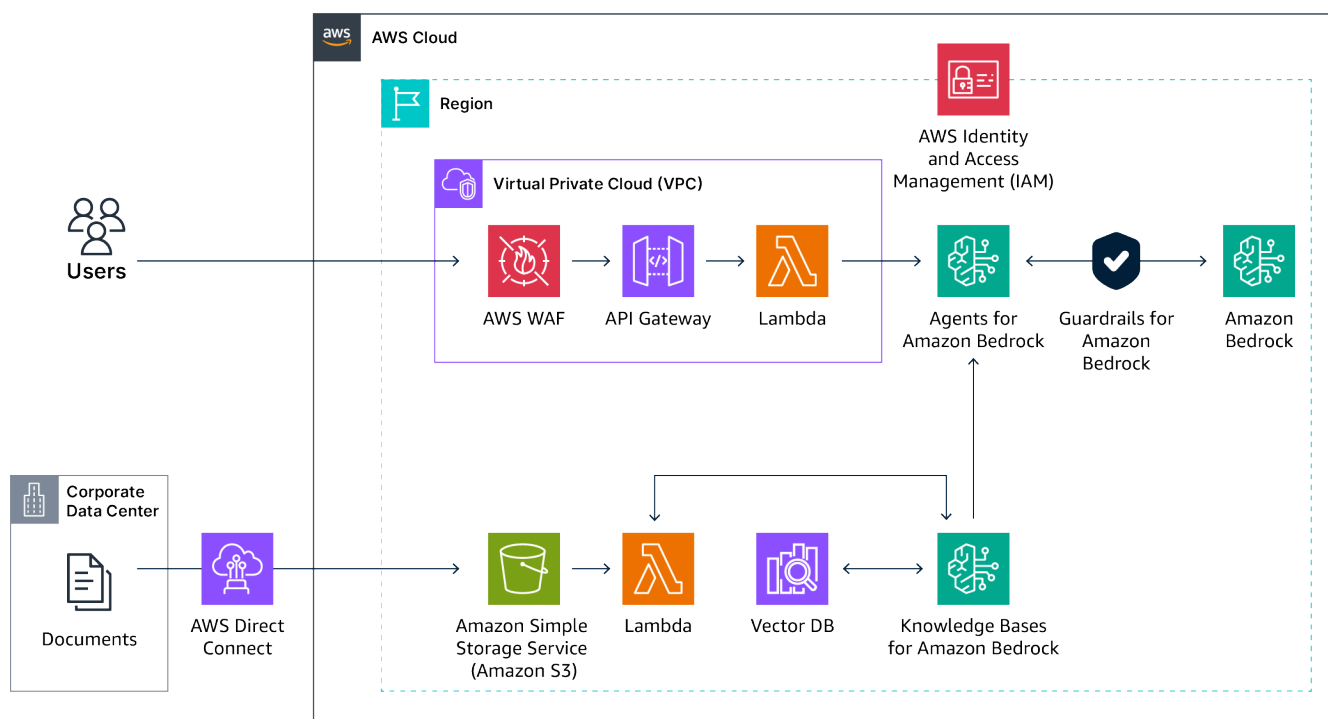 aws
AWS Cloud
Region
AWS Identity
and Access
Management (IAM)
Virtual Private Cloud (VPC)
Users
AWS WAF
API Gateway
Lambda
Agents for
Amazon Bedrock
Guardrails for
Amazon
Bedrock
Amazon
Bedrock
Corporate
Data Center
Documents
AWS Direct
Connect
Amazon Simple
Storage Service
(Amazon S3)
Lambda
Vector DB
Knowledge Bases
for Amazon Bedrock